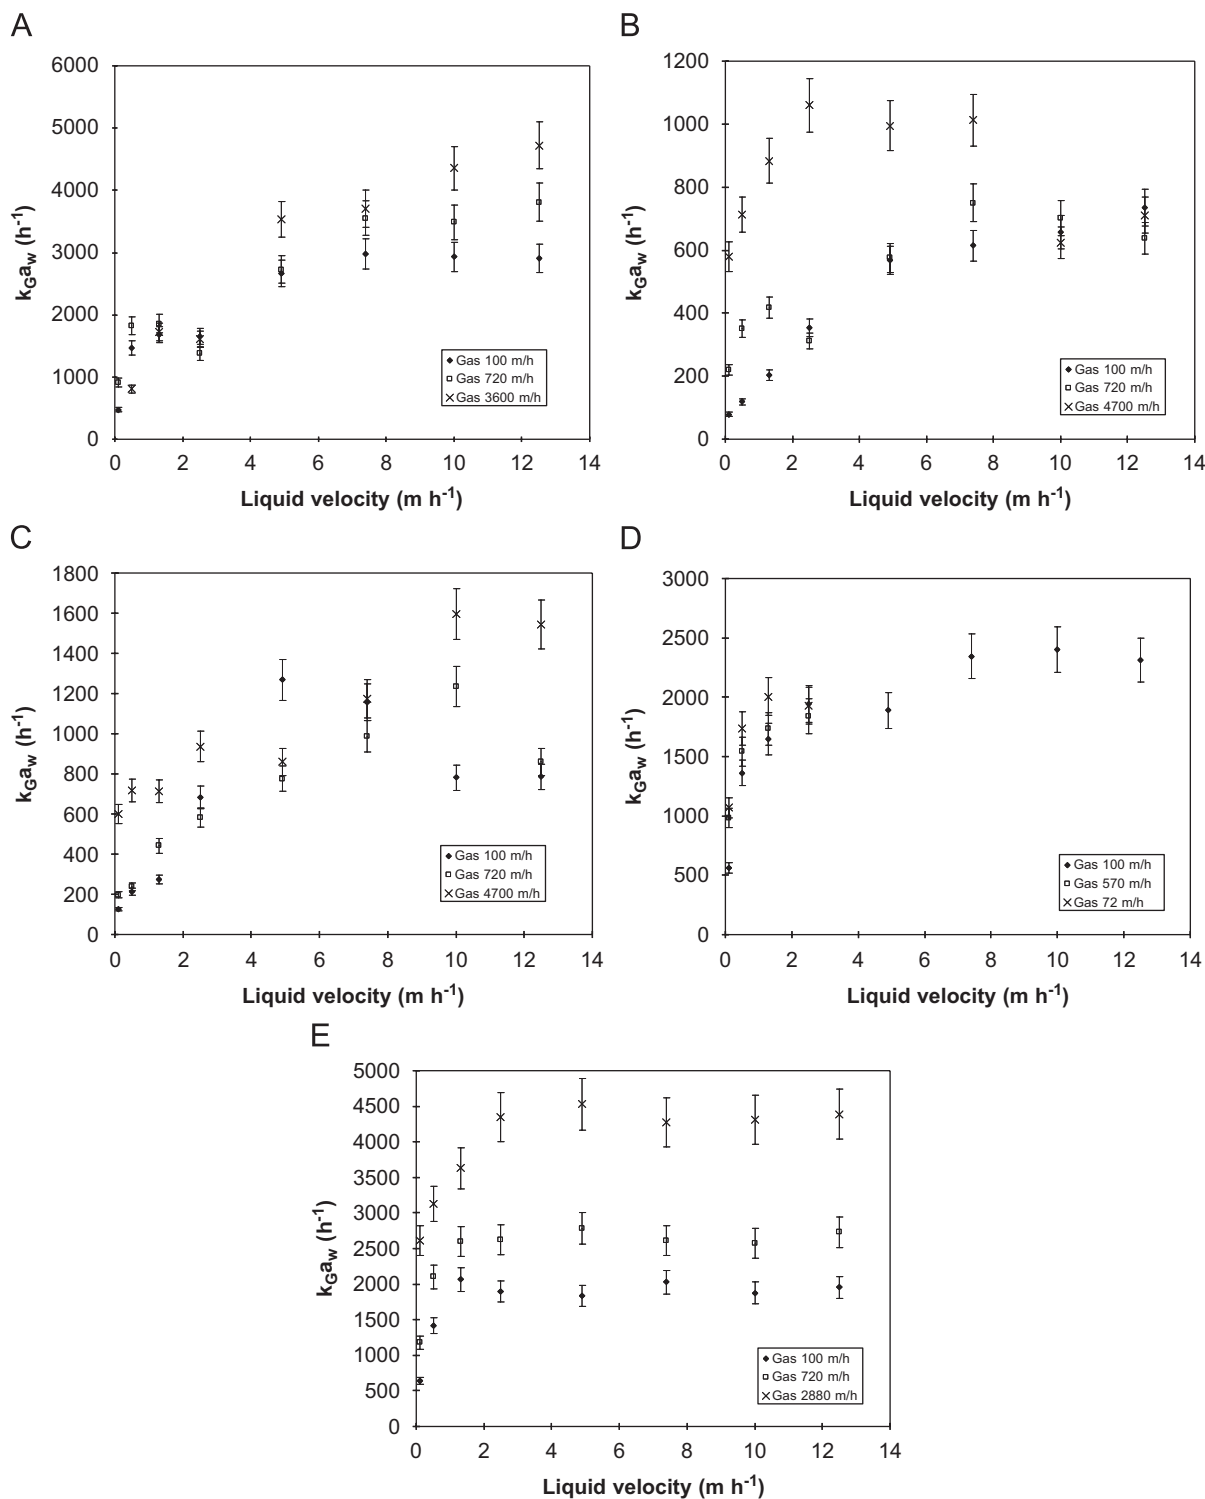 A
6000
5000
4000
3000
2000
1000
0
kGaw (h-1)
Gas 100 m/h
Gas 720 m/h
Gas 3600 m/h
0 2 4 6 8 10 12 14
Liquid velocity (m h-1)
B
1200
1000
800
600
400
200
0
kGaw (h-1)
Gas 100 m/h
Gas 720 m/h
Gas 4700 m/h
0 2 4 6 8 10 12 14
Liquid velocity (m h-1)
C
1800
1600
1400
1200
1000
800
600
400
200
0
kGaw (h-1)
Gas 100 m/h
Gas 720 m/h
Gas 4700 m/h
0 2 4 6 8 10 12 14
Liquid velocity (m h-1)
D
3000
2500
2000
1500
1000
500
0
kGaw (h-1)
Gas 100 m/h
Gas 570 m/h
Gas 72 m/h
0 2 4 6 8 10 12 14
Liquid velocity (m h-1)
E
5000
4500
4000
3500
3000
2500
2000
1500
1000
500
0
kGaw (h-1)
Gas 100 m/h
Gas 720 m/h
Gas 2880 m/h
0 2 4 6 8 10 12 14
Liquid velocity (m h-1)